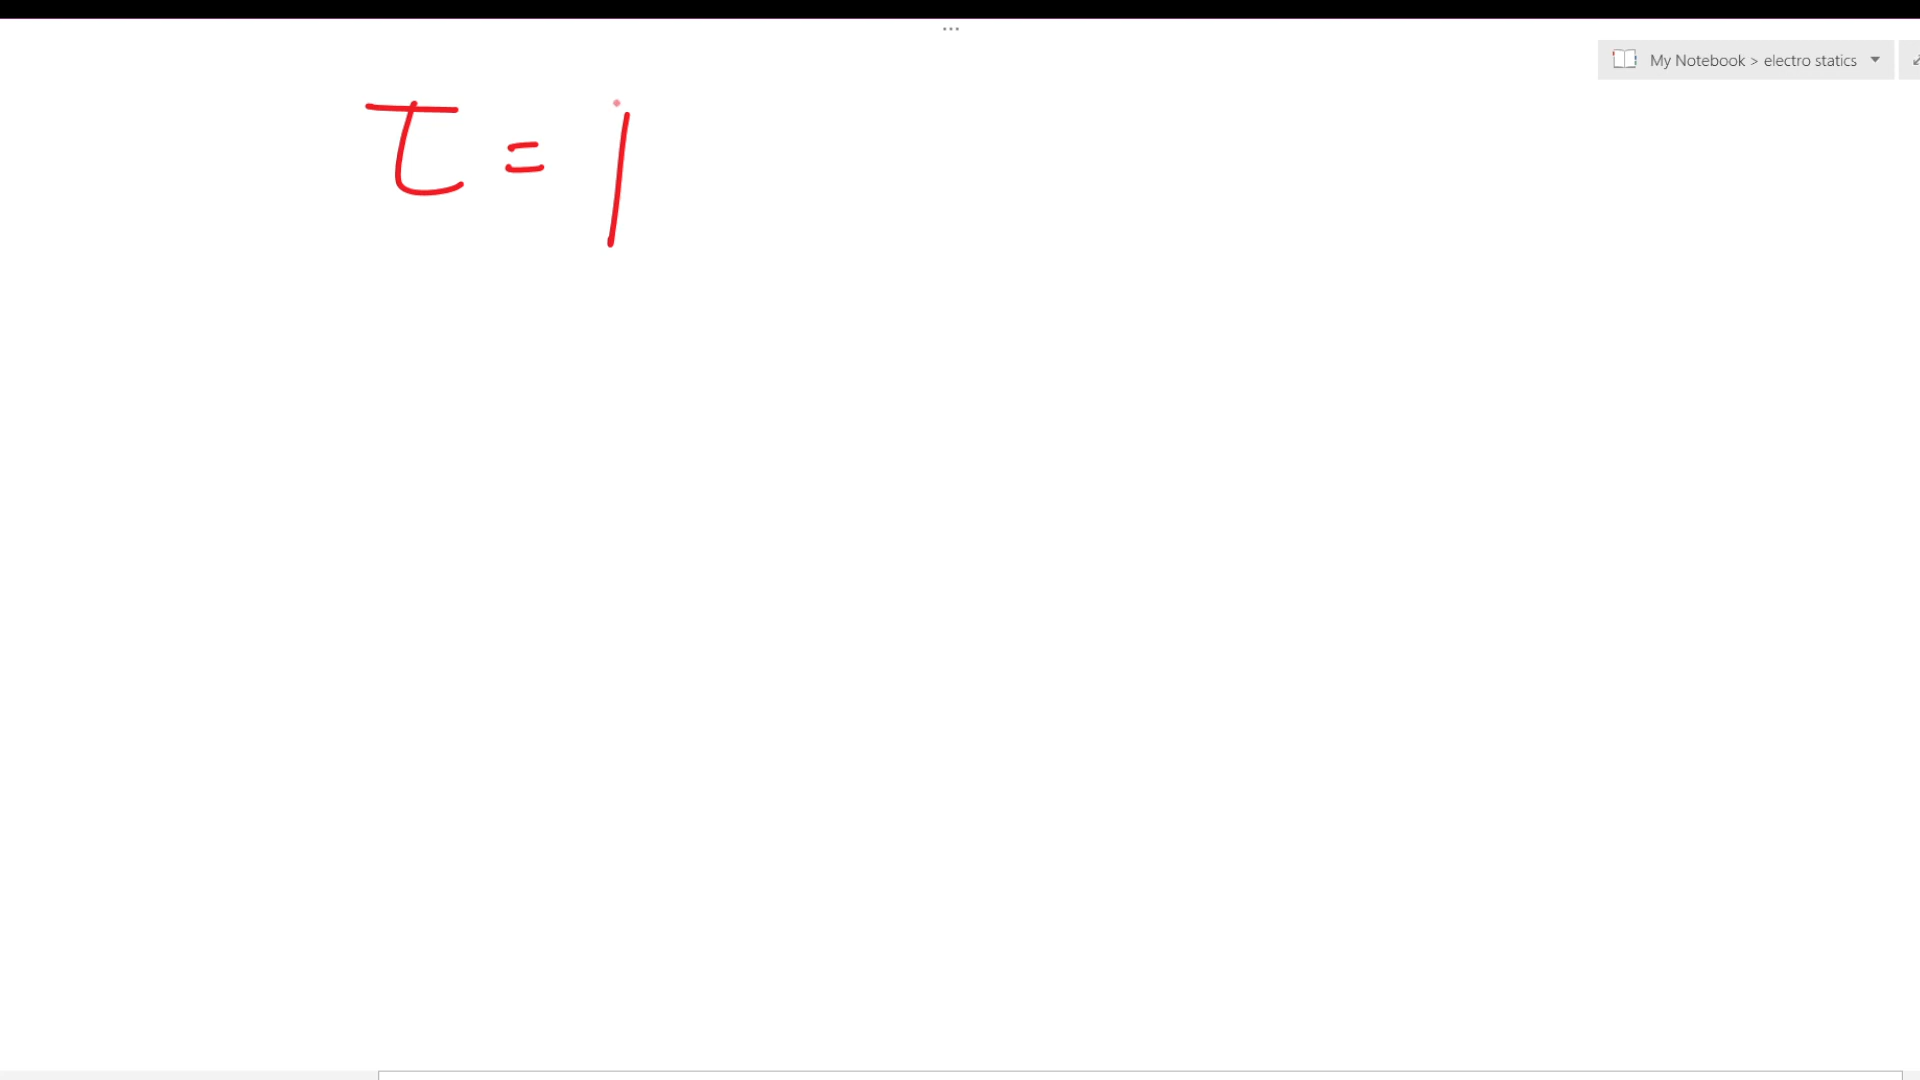 My Notebook > electro statics
τ = |